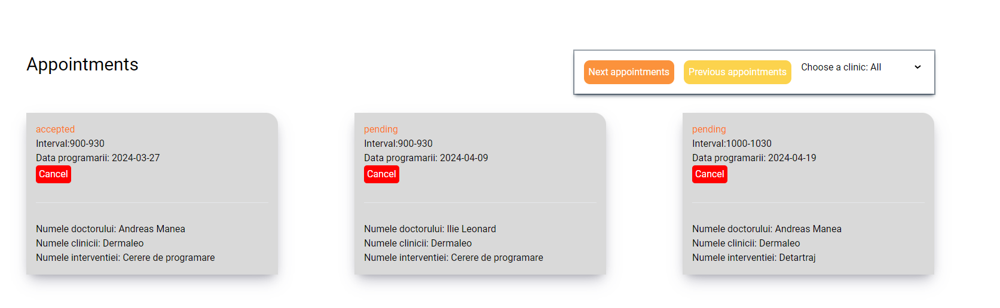 Appointments
Next appointments
Previous appointments
Choose a clinic: All
accepted
Interval:900-930
Data programarii: 2024-03-27
Cancel
Numele doctorului: Andreas Manea
Numele clinicii: Dermaleo
Numele interventiei: Cerere de programare
pending
Interval:900-930
Data programarii: 2024-04-09
Cancel
Numele doctorului: Ilie Leonard
Numele clinicii: Dermaleo
Numele interventiei: Cerere de programare
pending
Interval:1000-1030
Data programarii: 2024-04-19
Cancel
Numele doctorului: Andreas Manea
Numele clinicii: Dermaleo
Numele interventiei: Detartraj